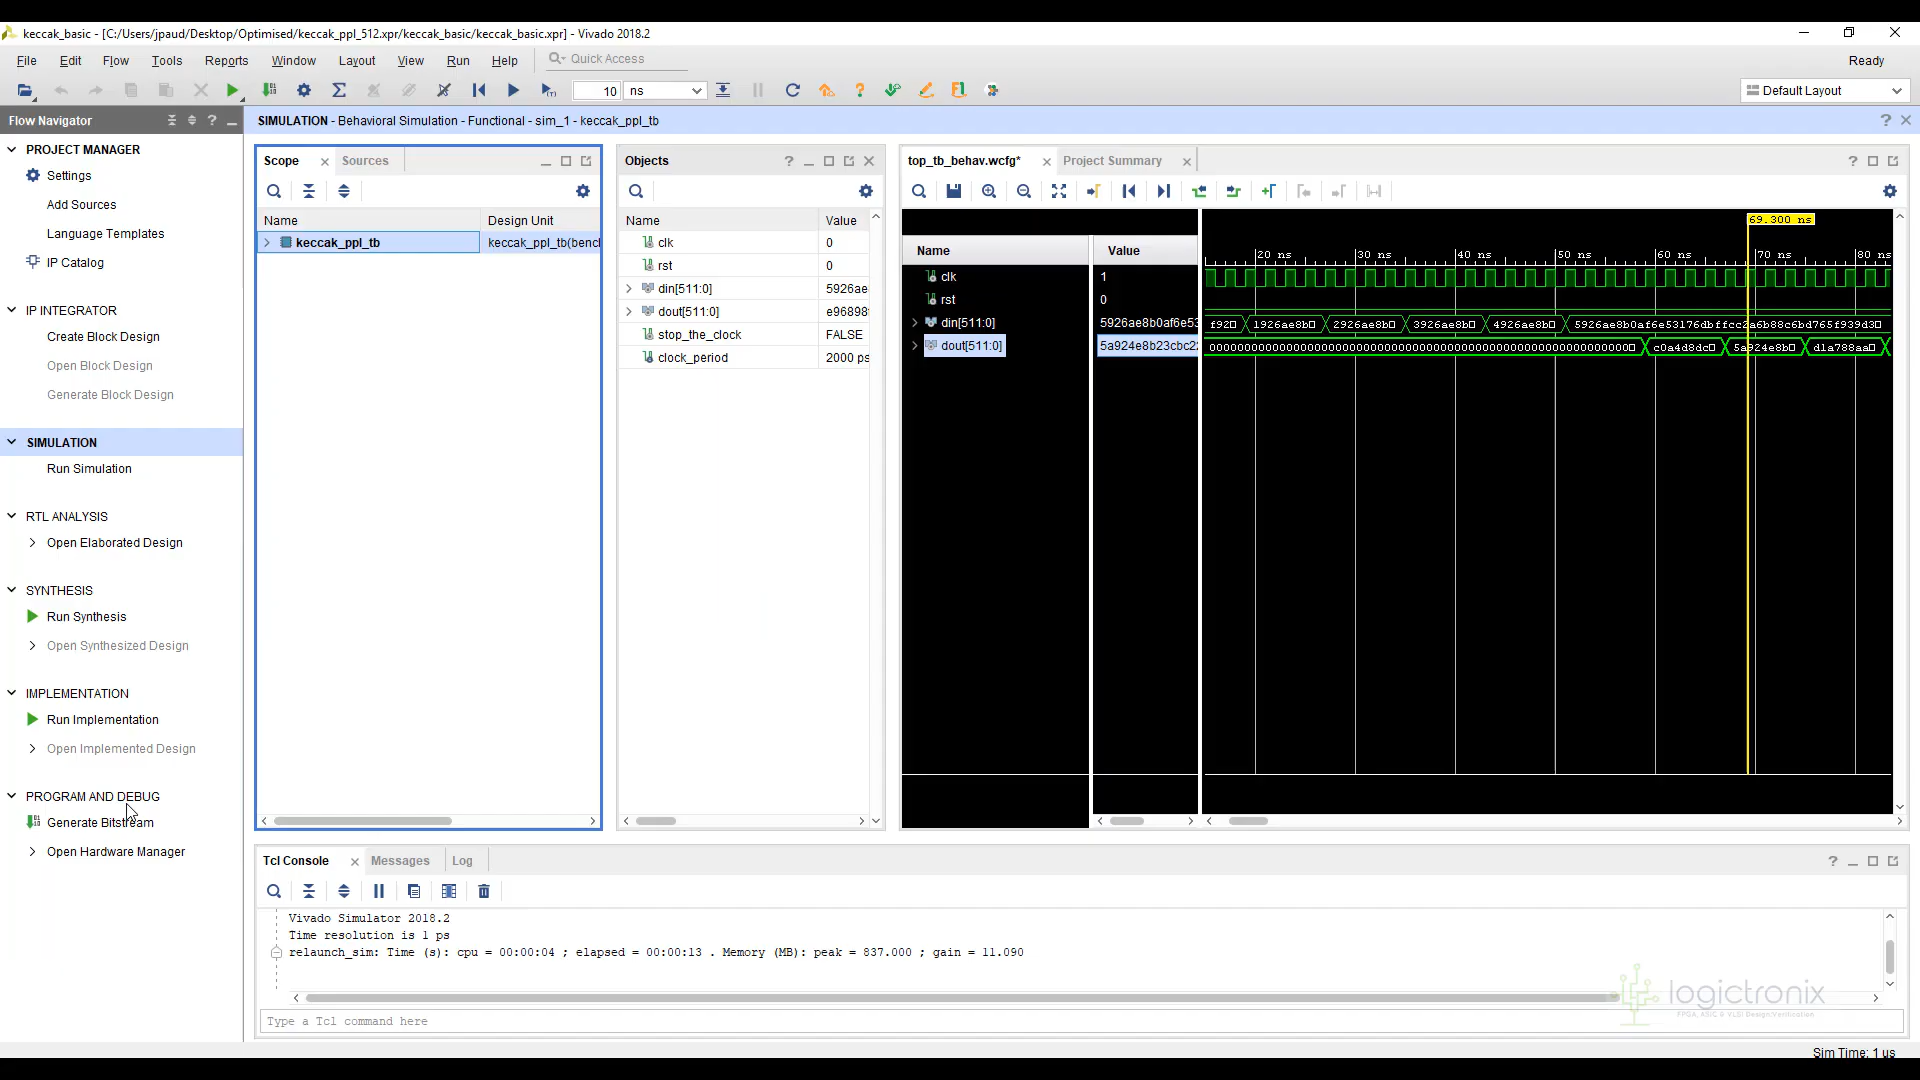 keccak_basic - [C:/Users/jpaud/Desktop/Optimised/keccak_ppl_512.xpr/keccak_basic/keccak_basic.xpr] - Vivado 2018.2
File Edit Flow Tools Reports Window Layout View Run Help Quick Access Ready
10 ns Default Layout
Flow Navigator
SIMULATION - Behavioral Simulation - Functional - sim_1 - keccak_ppl_tb
PROJECT MANAGER
Settings
Add Sources
Language Templates
IP Catalog
IP INTEGRATOR
Create Block Design
Open Block Design
Generate Block Design
SIMULATION
Run Simulation
RTL ANALYSIS
Open Elaborated Design
SYNTHESIS
Run Synthesis
Open Synthesized Design
IMPLEMENTATION
Run Implementation
Open Implemented Design
PROGRAM AND DEBUG
Generate Bitstream
Open Hardware Manager
Scope Sources
Name Design Unit
keccak_ppl_tb keccak_ppl_tb(bencl
Objects
Name Value
clk 0
rst 0
din[511:0] 5926ae
dout[511:0] e96898
stop_the_clock FALSE
clock_period 2000 ps
top_tb_behav.wcfg* Project Summary
69.300 ns
Name Value 20 ns 30 ns 40 ns 50 ns 60 ns 70 ns 80 ns
clk 1
rst 0
din[511:0] 5926ae8b0af6e53 f92 1926ae8b 2926ae8b 3926ae8b 4926ae8b 5926ae8b0af6e53176dbffcc2a6b88c6bd765f939d3
dout[511:0] 5a924e8b23cbc22 c0a4d8dc 5a924e8b d1a788aa
Tcl Console Messages Log
Vivado Simulator 2018.2
Time resolution is 1 ps
relaunch_sim: Time (s): cpu = 00:00:04 ; elapsed = 00:00:13 . Memory (MB): peak = 837.000 ; gain = 11.090
Type a Tcl command here
logictronix
FPGA, ASIC & VLSI Design/Verification
Sim Time: 1 us